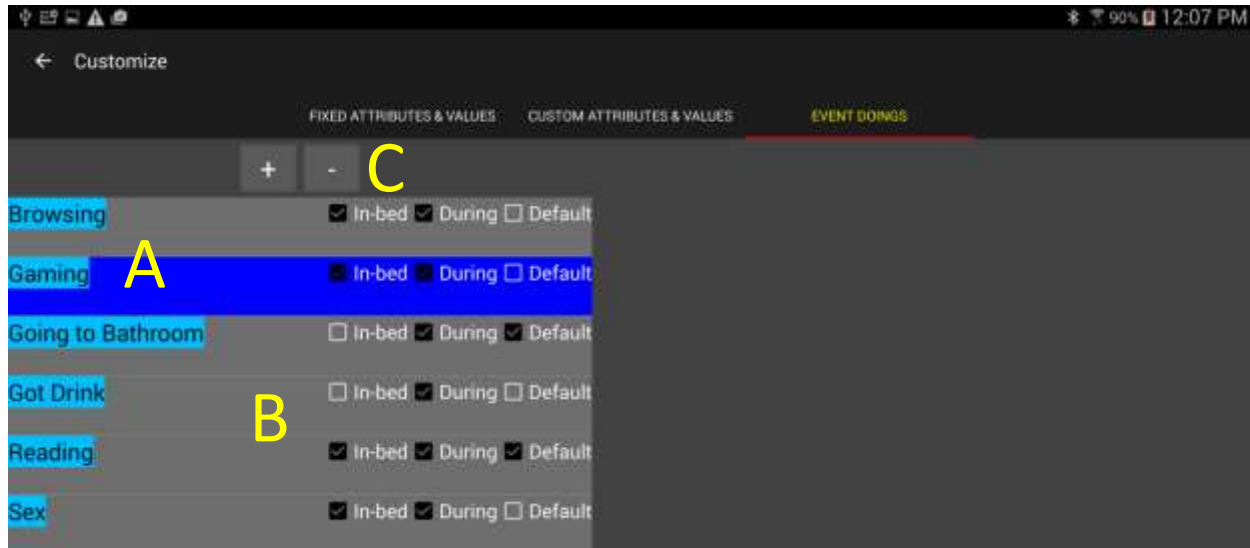 90% 12:07 PM
Customize
FIXED ATTRIBUTES & VALUES CUSTOM ATTRIBUTES & VALUES EVENT DOINGS
+ - C
Browsing In-bed During Default
A
Gaming In-bed During Default
Going to Bathroom In-bed During Default
Got Drink In-bed During Default
B
Reading In-bed During Default
Sex In-bed During Default